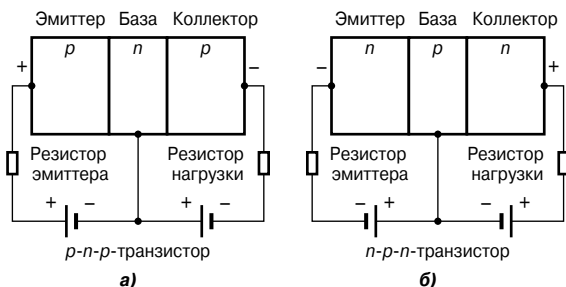 Эмиттер База Коллектор
p n p
+ –
Резистор эмиттера
Резистор нагрузки
+ – + –
p-n-p-транзистор
а)
Эмиттер База Коллектор
n p n
– +
Резистор эмиттера
Резистор нагрузки
– + – +
n-p-n-транзистор
б)